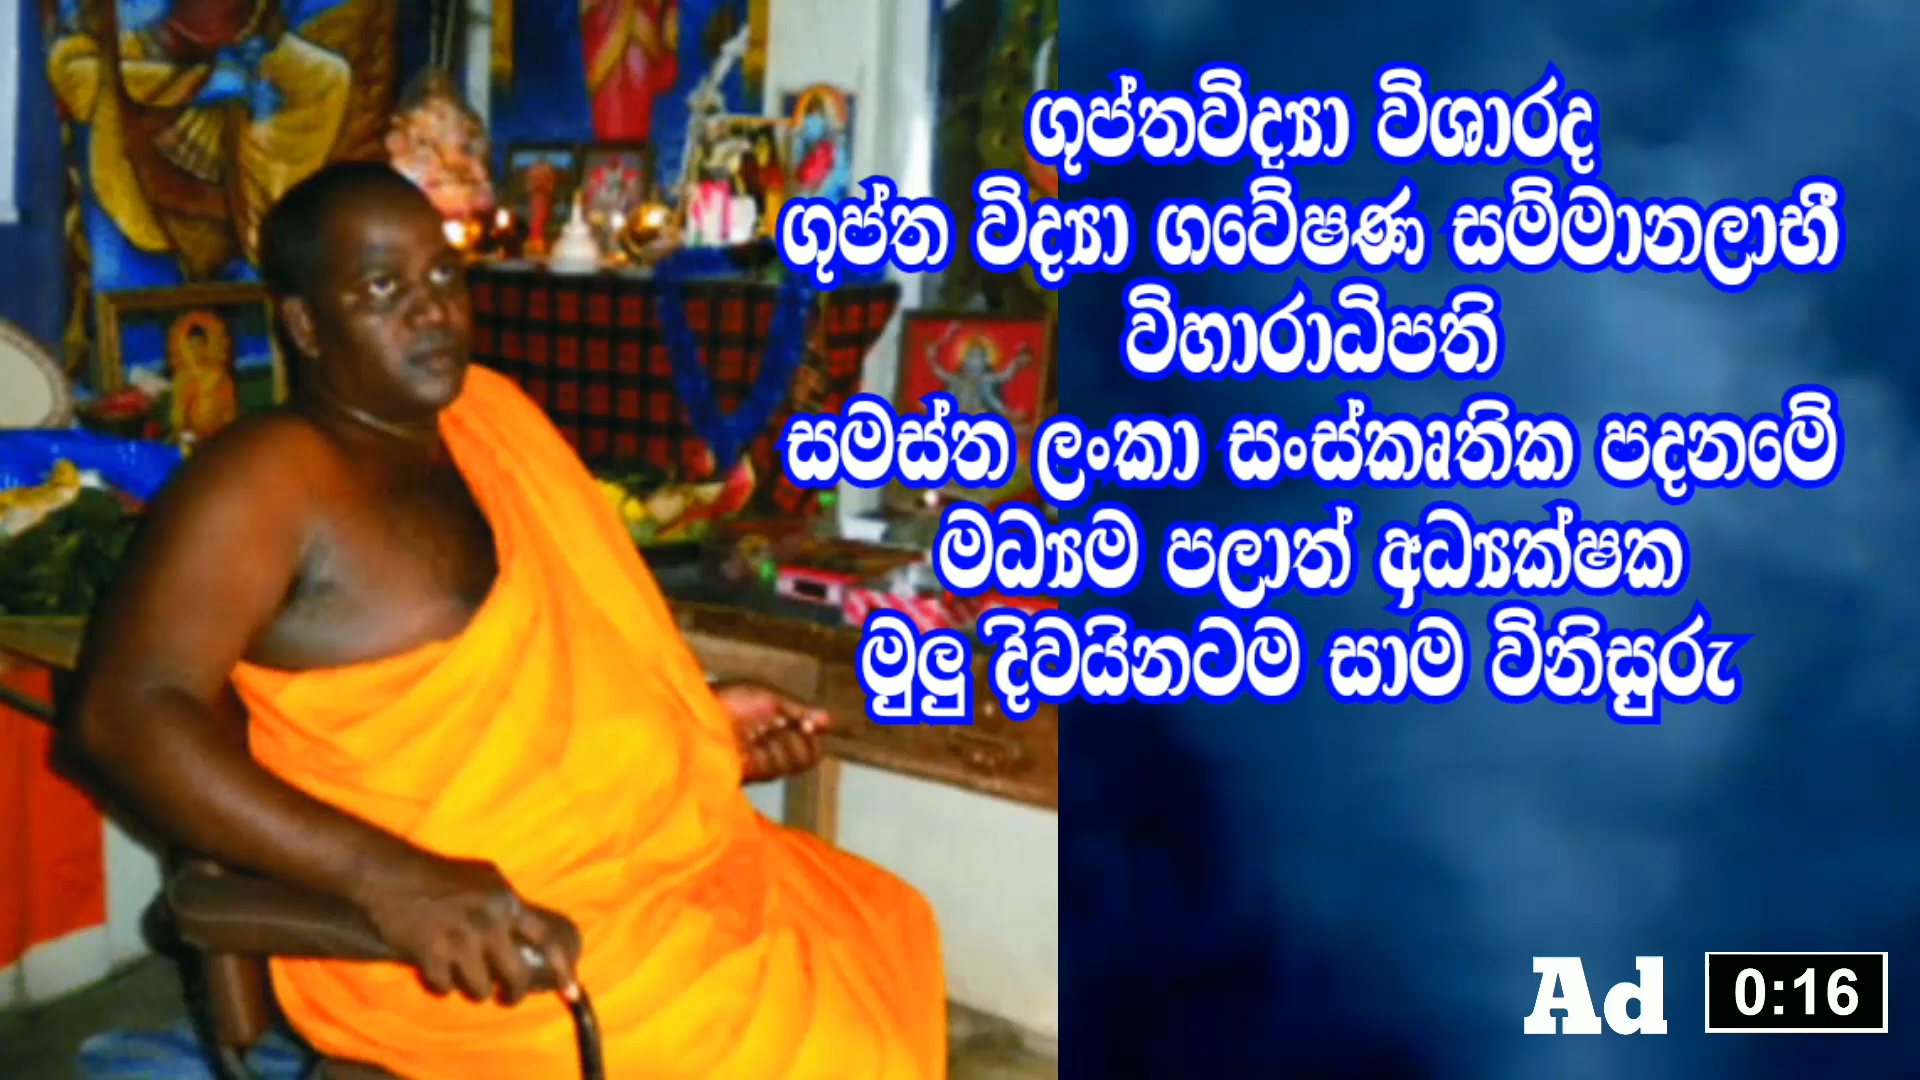 ගුප්තවිද්‍යා විශාරද
ගුප්ත විද්‍යා ගවේෂණ සම්මානලාභී
විහාරාධිපති
සමස්ත ලංකා සංස්කෘතික පදනමේ
මධ්‍යම පලාත් අධ්‍යක්ෂක
මුලු දිවයිනටම සාම විනිසුරු
Ad 0:16